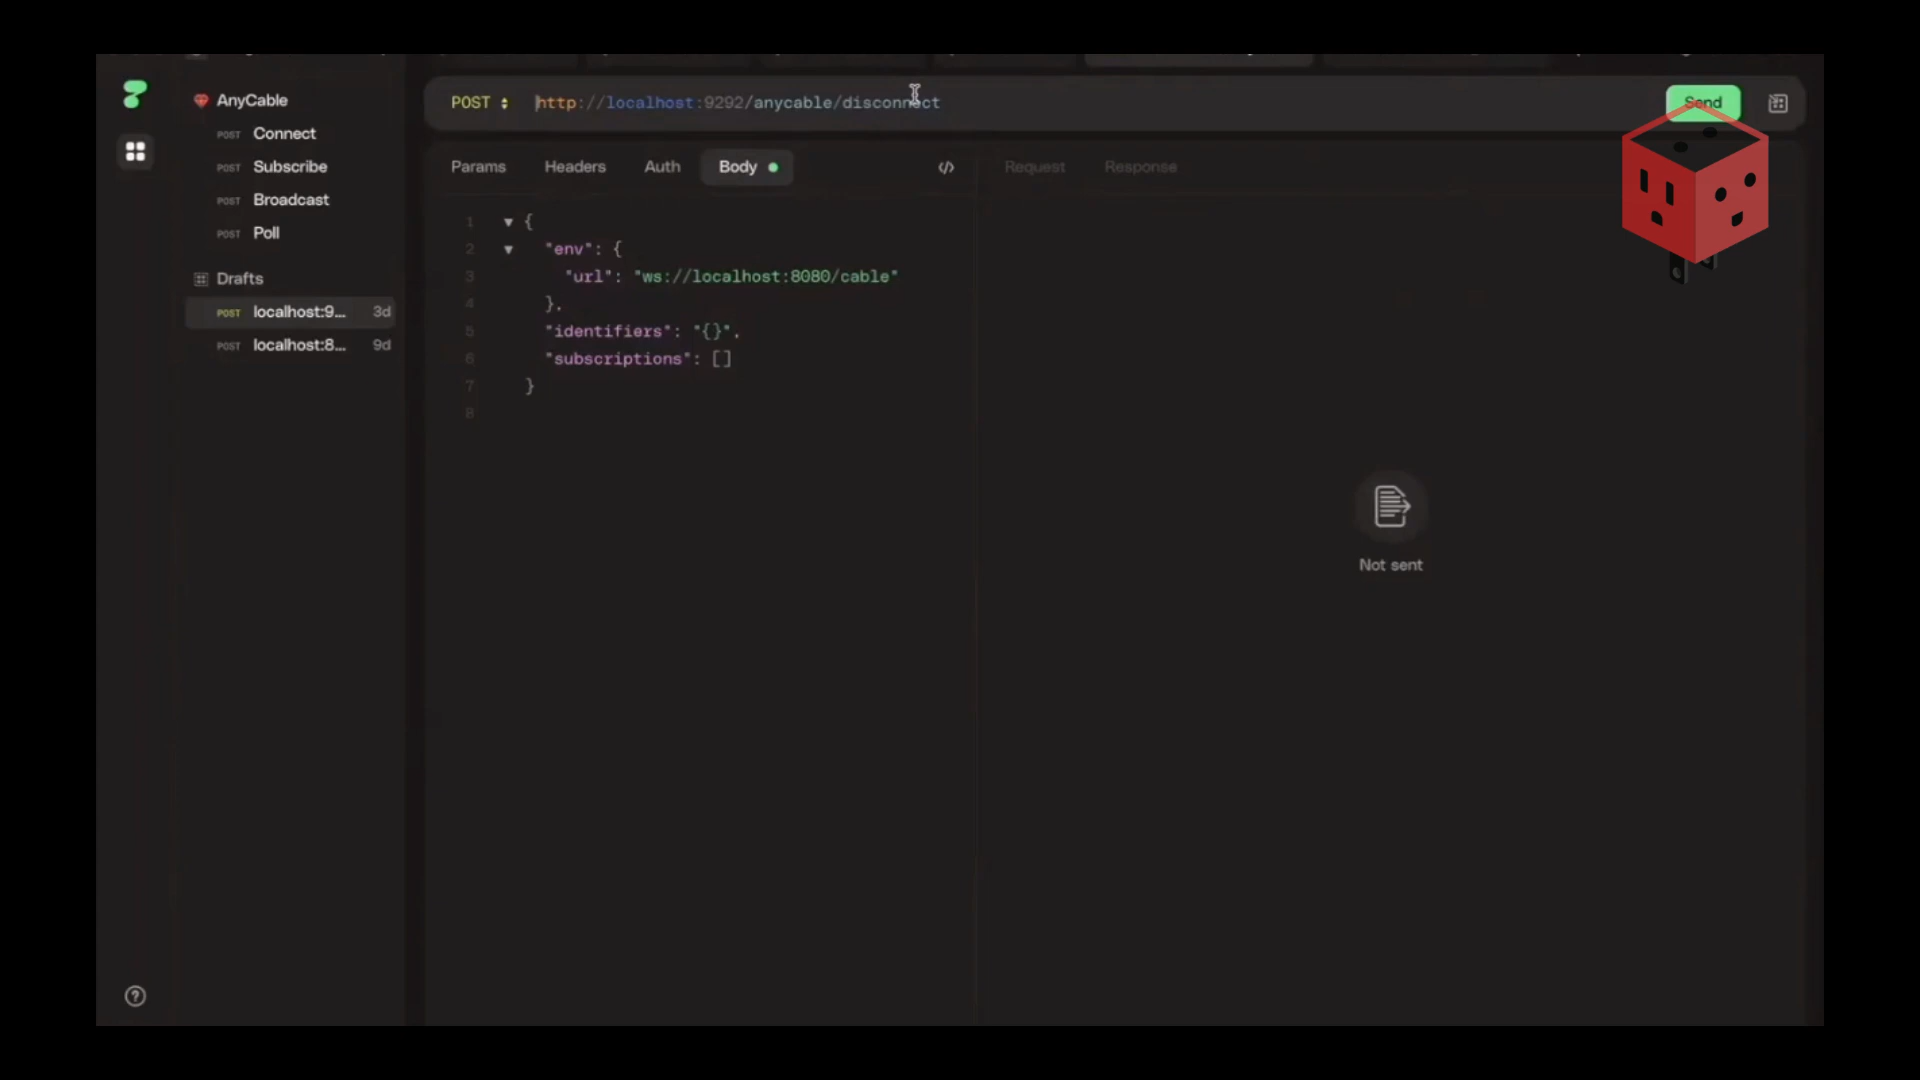 AnyCable
POST Connect
POST Subscribe
POST Broadcast
POST Poll
Drafts
POST localhost:9... 3d
POST localhost:8... 9d
POST http://localhost:9292/anycable/disconnect
Send
Params Headers Auth Body
</>
Request Response
1 {
2 "env": {
3 "url": "ws://localhost:8080/cable"
4 },
5 "identifiers": "{}",
6 "subscriptions": []
7 }
8
Not sent
?